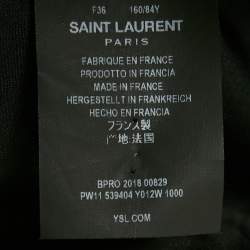 F36 160/84Y
SAINT LAURENT
PARIS
FABRIQUE EN FRANCE
PRODOTTO IN FRANCIA
MADE IN FRANCE
HERGESTELLT IN FRANKREICH
HECHO EN FRANCIA
フランス製
地:法国
BPRO 2018 00829
PW11 539404 Y012W 1000
YSL.COM